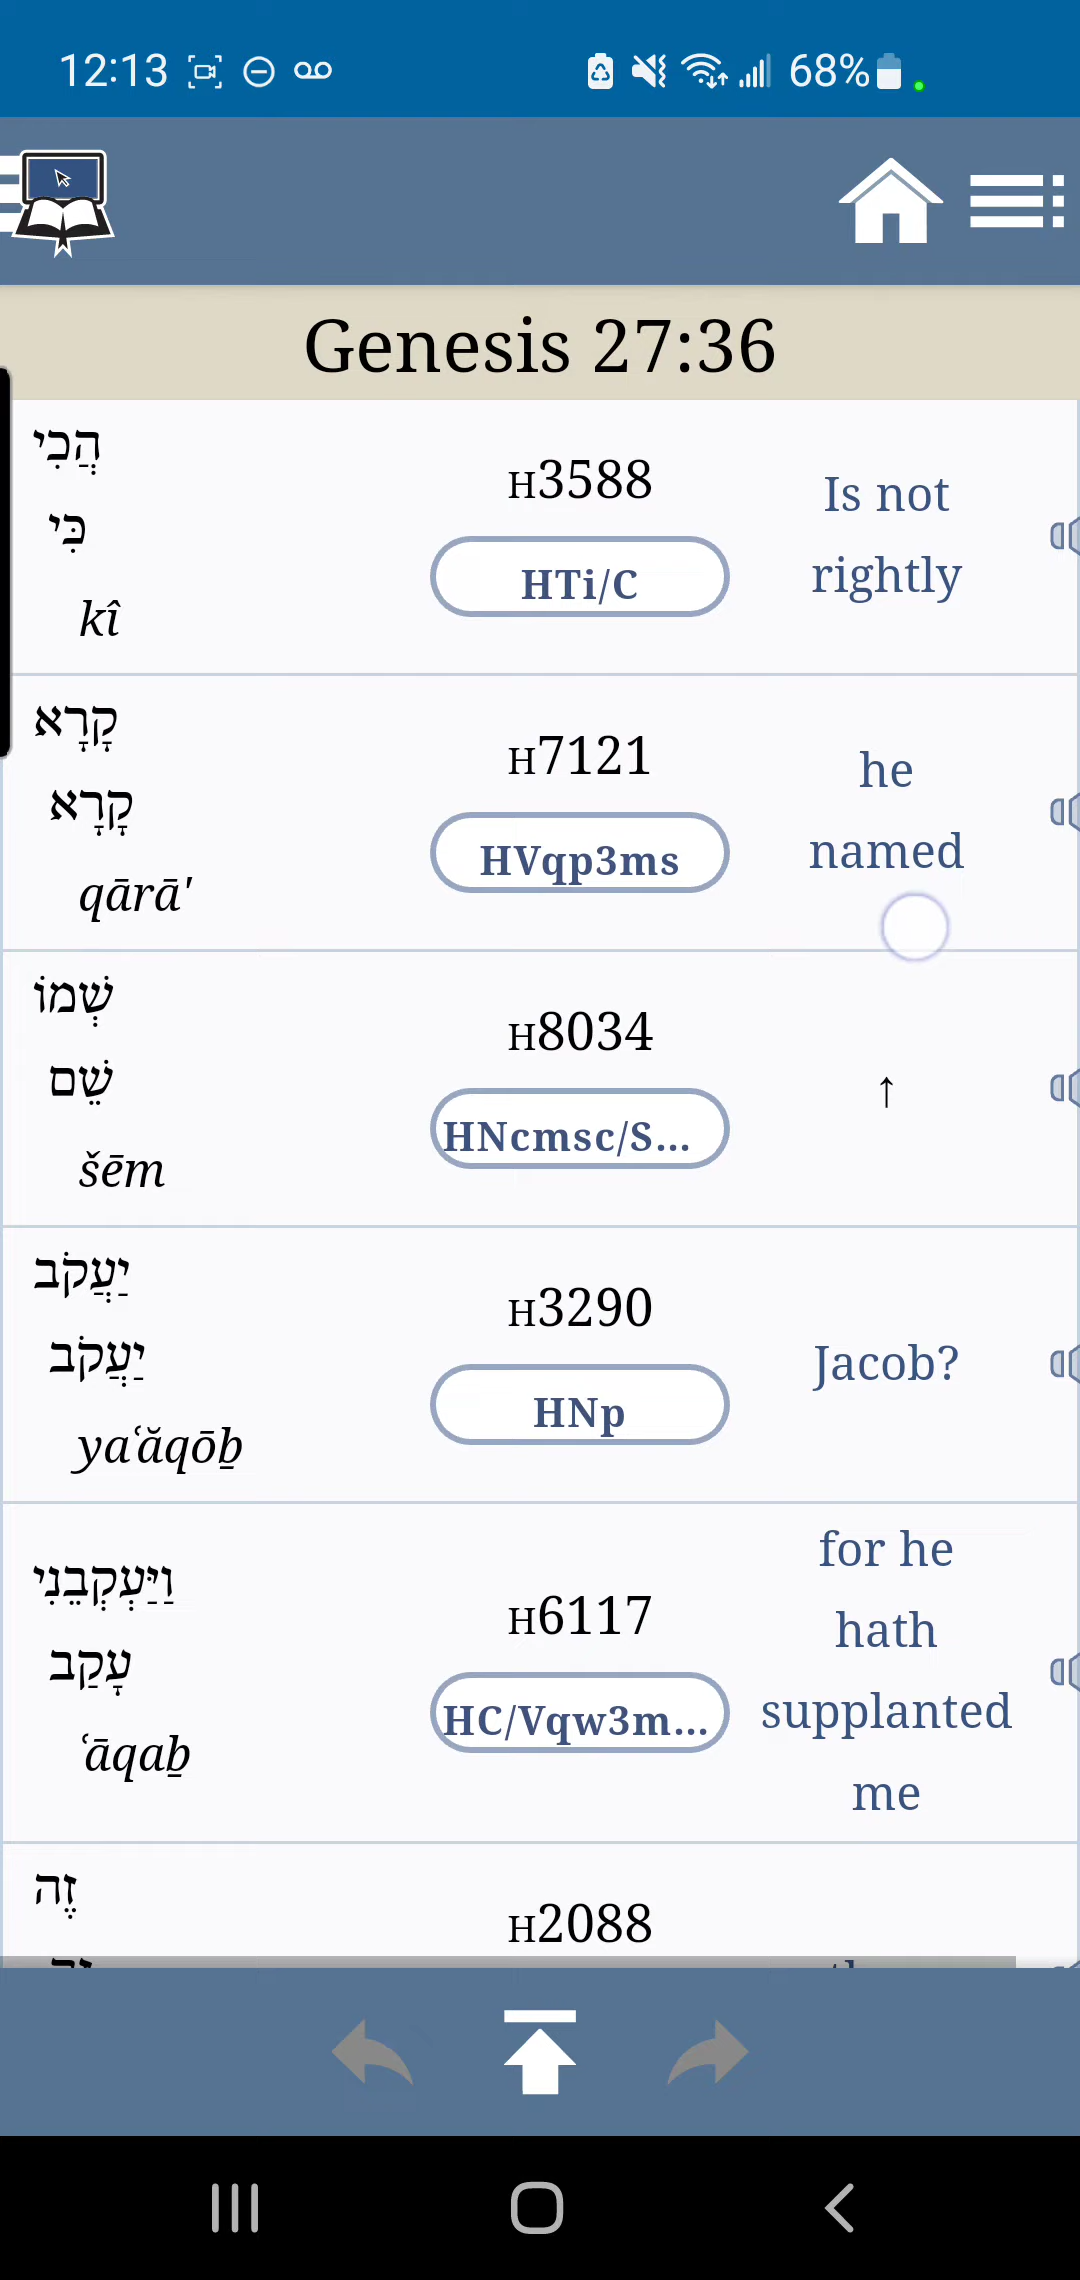 12:13 68%
Genesis 27:36
הֲכִי
כִּי
kî
H3588
HTi/C
Is not
rightly
קָרָא
קָרָא
qārā'
H7121
HVqp3ms
he
named
שְׁמוֹ
שֵׁם
šēm
H8034
HNcmsc/S...
↑
יַעֲקֹב
יַעֲקֹב
yaʿăqōḇ
H3290
HNp
Jacob?
וַיַּעְקְבֵנִי
עָקַב
ʿāqaḇ
H6117
HC/Vqw3m...
for he
hath
supplanted
me
זֶה
H2088